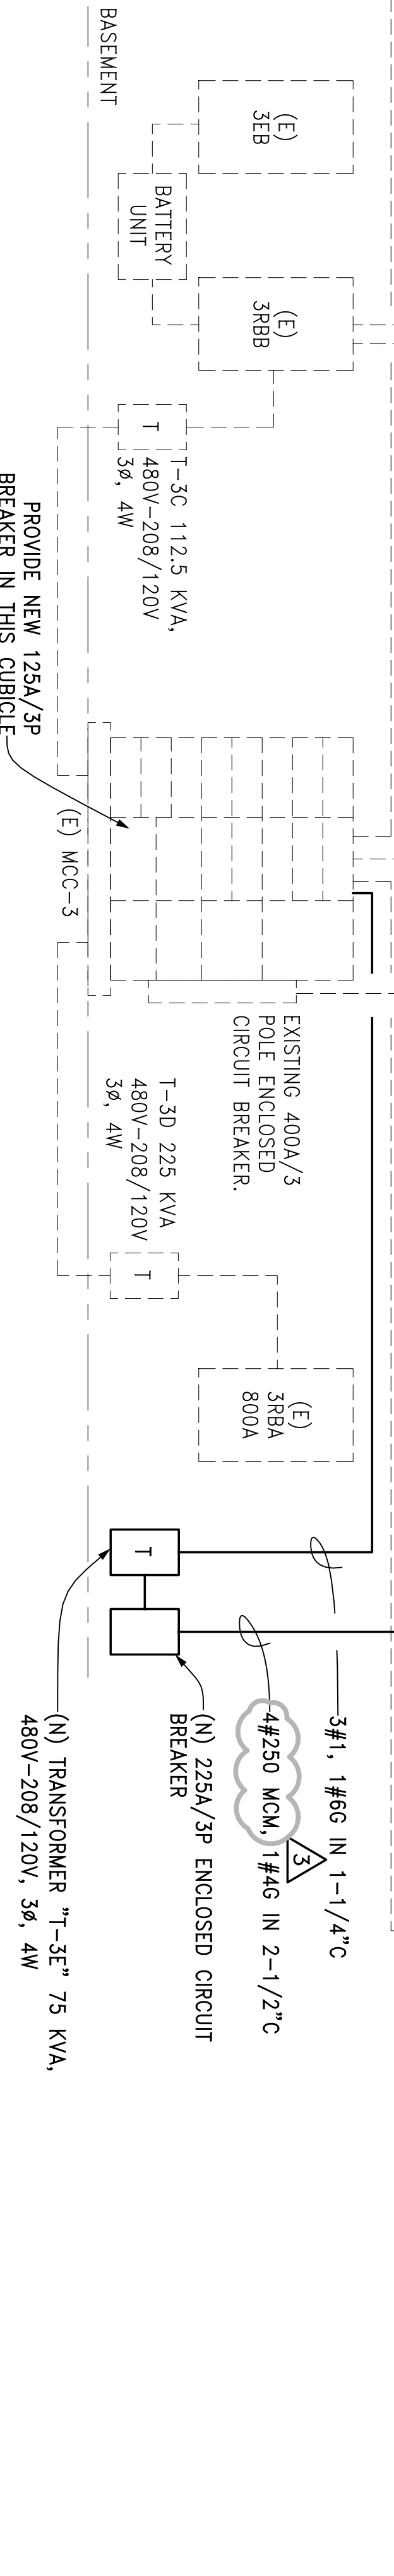 BASEMENT
(E)
3EB
BATTERY
UNIT
(E)
3RBB
T
T-3C 112.5 KVA,
480V-208/120V
3ø, 4W
PROVIDE NEW 125A/3P
BREAKER IN THIS CUBICLE
(E) MCC-3
EXISTING 400A/3
POLE ENCLOSED
CIRCUIT BREAKER.
T-3D 225 KVA
480V-208/120V
3ø, 4W
T
(E)
3RBA
800A
T
3#1, 1#6G IN 1-1/4"C
3
4#250 MCM, 1#4G IN 2-1/2"C
(N) 225A/3P ENCLOSED CIRCUIT
BREAKER
(N) TRANSFORMER "T-3E" 75 KVA,
480V-208/120V, 3ø, 4W